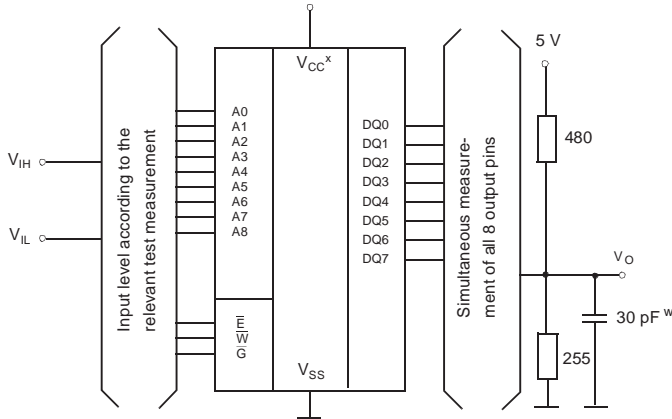 5 V
V_CC^x
480
A0
A1
A2
A3
A4
A5
A6
A7
A8
DQ0
DQ1
DQ2
DQ3
DQ4
DQ5
DQ6
DQ7
V_IH
V_IL
Input level according to the
relevant test measurement
Simultaneous measure-
ment of all 8 output pins
V_O
30 pF^w
E̅
W̅
G̅
255
V_SS